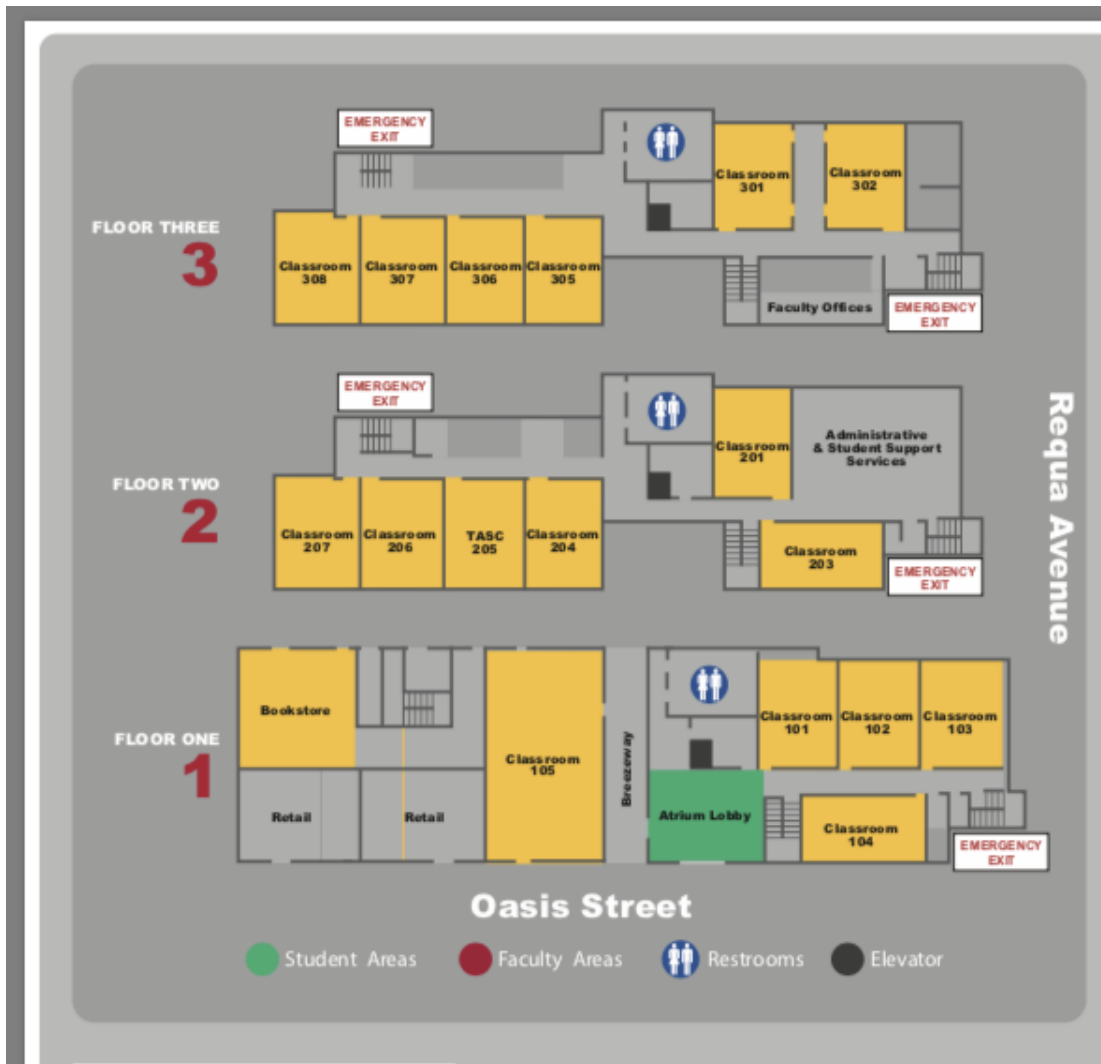 EMERGENCY
EXIT
Classroom
301
Classroom
302
FLOOR THREE
3
Classroom
308
Classroom
307
Classroom
306
Classroom
305
Faculty Offices
EMERGENCY
EXIT
EMERGENCY
EXIT
Classroom
201
Administrative
& Student Support
Services
FLOOR TWO
2
Classroom
207
Classroom
206
TASC
205
Classroom
204
Classroom
203
EMERGENCY
EXIT
Requa Avenue
Bookstore
FLOOR ONE
1
Retail
Retail
Classroom
105
Breezeway
Classroom
101
Classroom
102
Classroom
103
Atrium Lobby
Classroom
104
EMERGENCY
EXIT
Oasis Street
Student Areas
Faculty Areas
Restrooms
Elevator